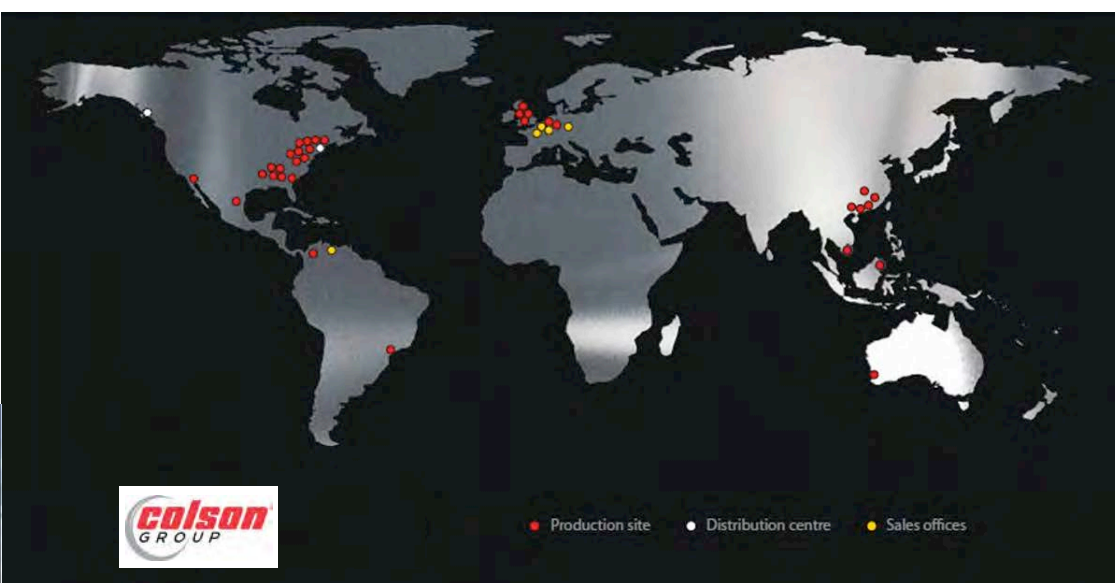 colson
GROUP
Production site
Distribution centre
Sales offices